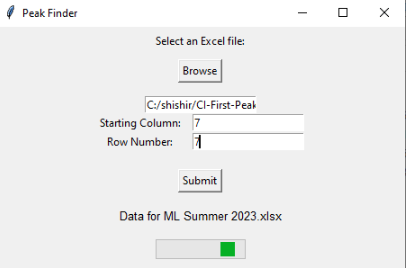 Peak Finder
Select an Excel file:
Browse
C:/shishir/CI-First-Peak
Starting Column: 7
Row Number: 7
Submit
Data for ML Summer 2023.xlsx